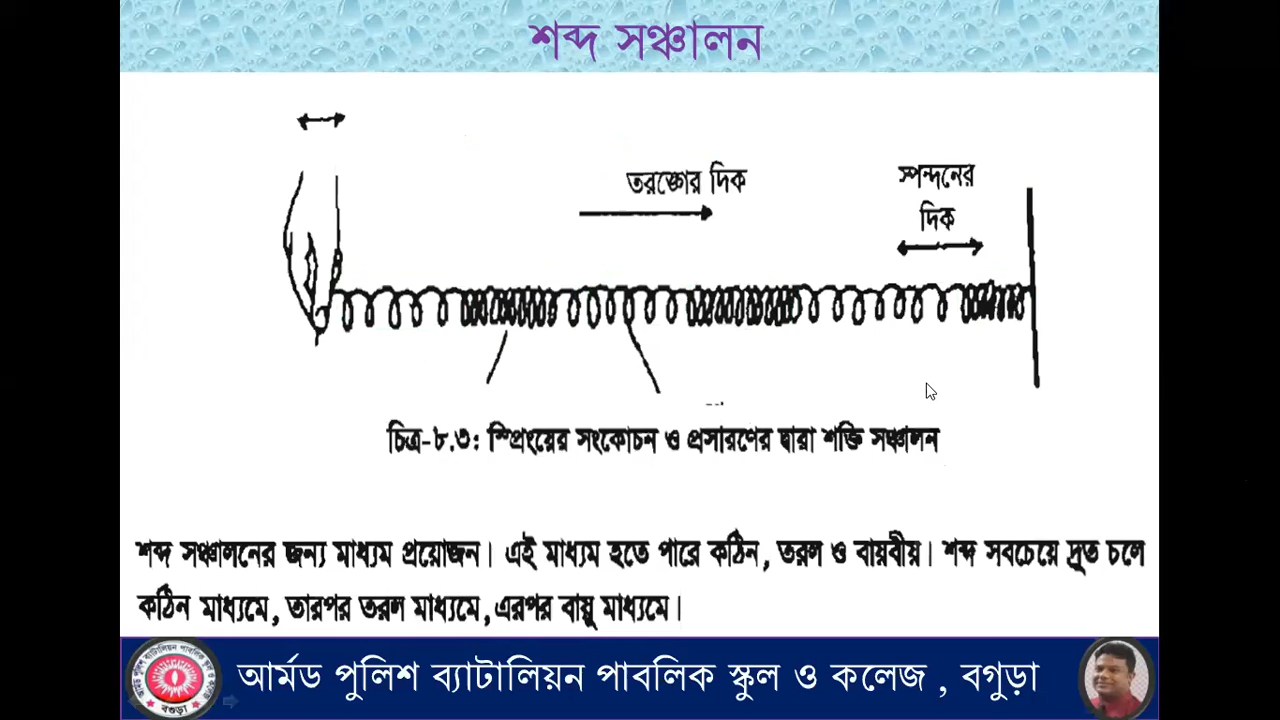 শব্দ সঞ্চালন
তরঙ্গের দিক
স্পন্দনের
দিক
চিত্র-৮.৩: স্প্রিংয়ের সংকোচন ও প্রসারণের দ্বারা শক্তি সঞ্চালন
শব্দ সঞ্চালনের জন্য মাধ্যম প্রয়োজন। এই মাধ্যম হতে পারে কঠিন, তরল ও বায়বীয়। শব্দ সবচেয়ে দ্রুত চলে
কঠিন মাধ্যমে, তারপর তরল মাধ্যমে, এরপর বায়ু মাধ্যমে।
আর্মড পুলিশ ব্যাটালিয়ন পাবলিক স্কুল ও কলেজ , বগুড়া
বগুড়া